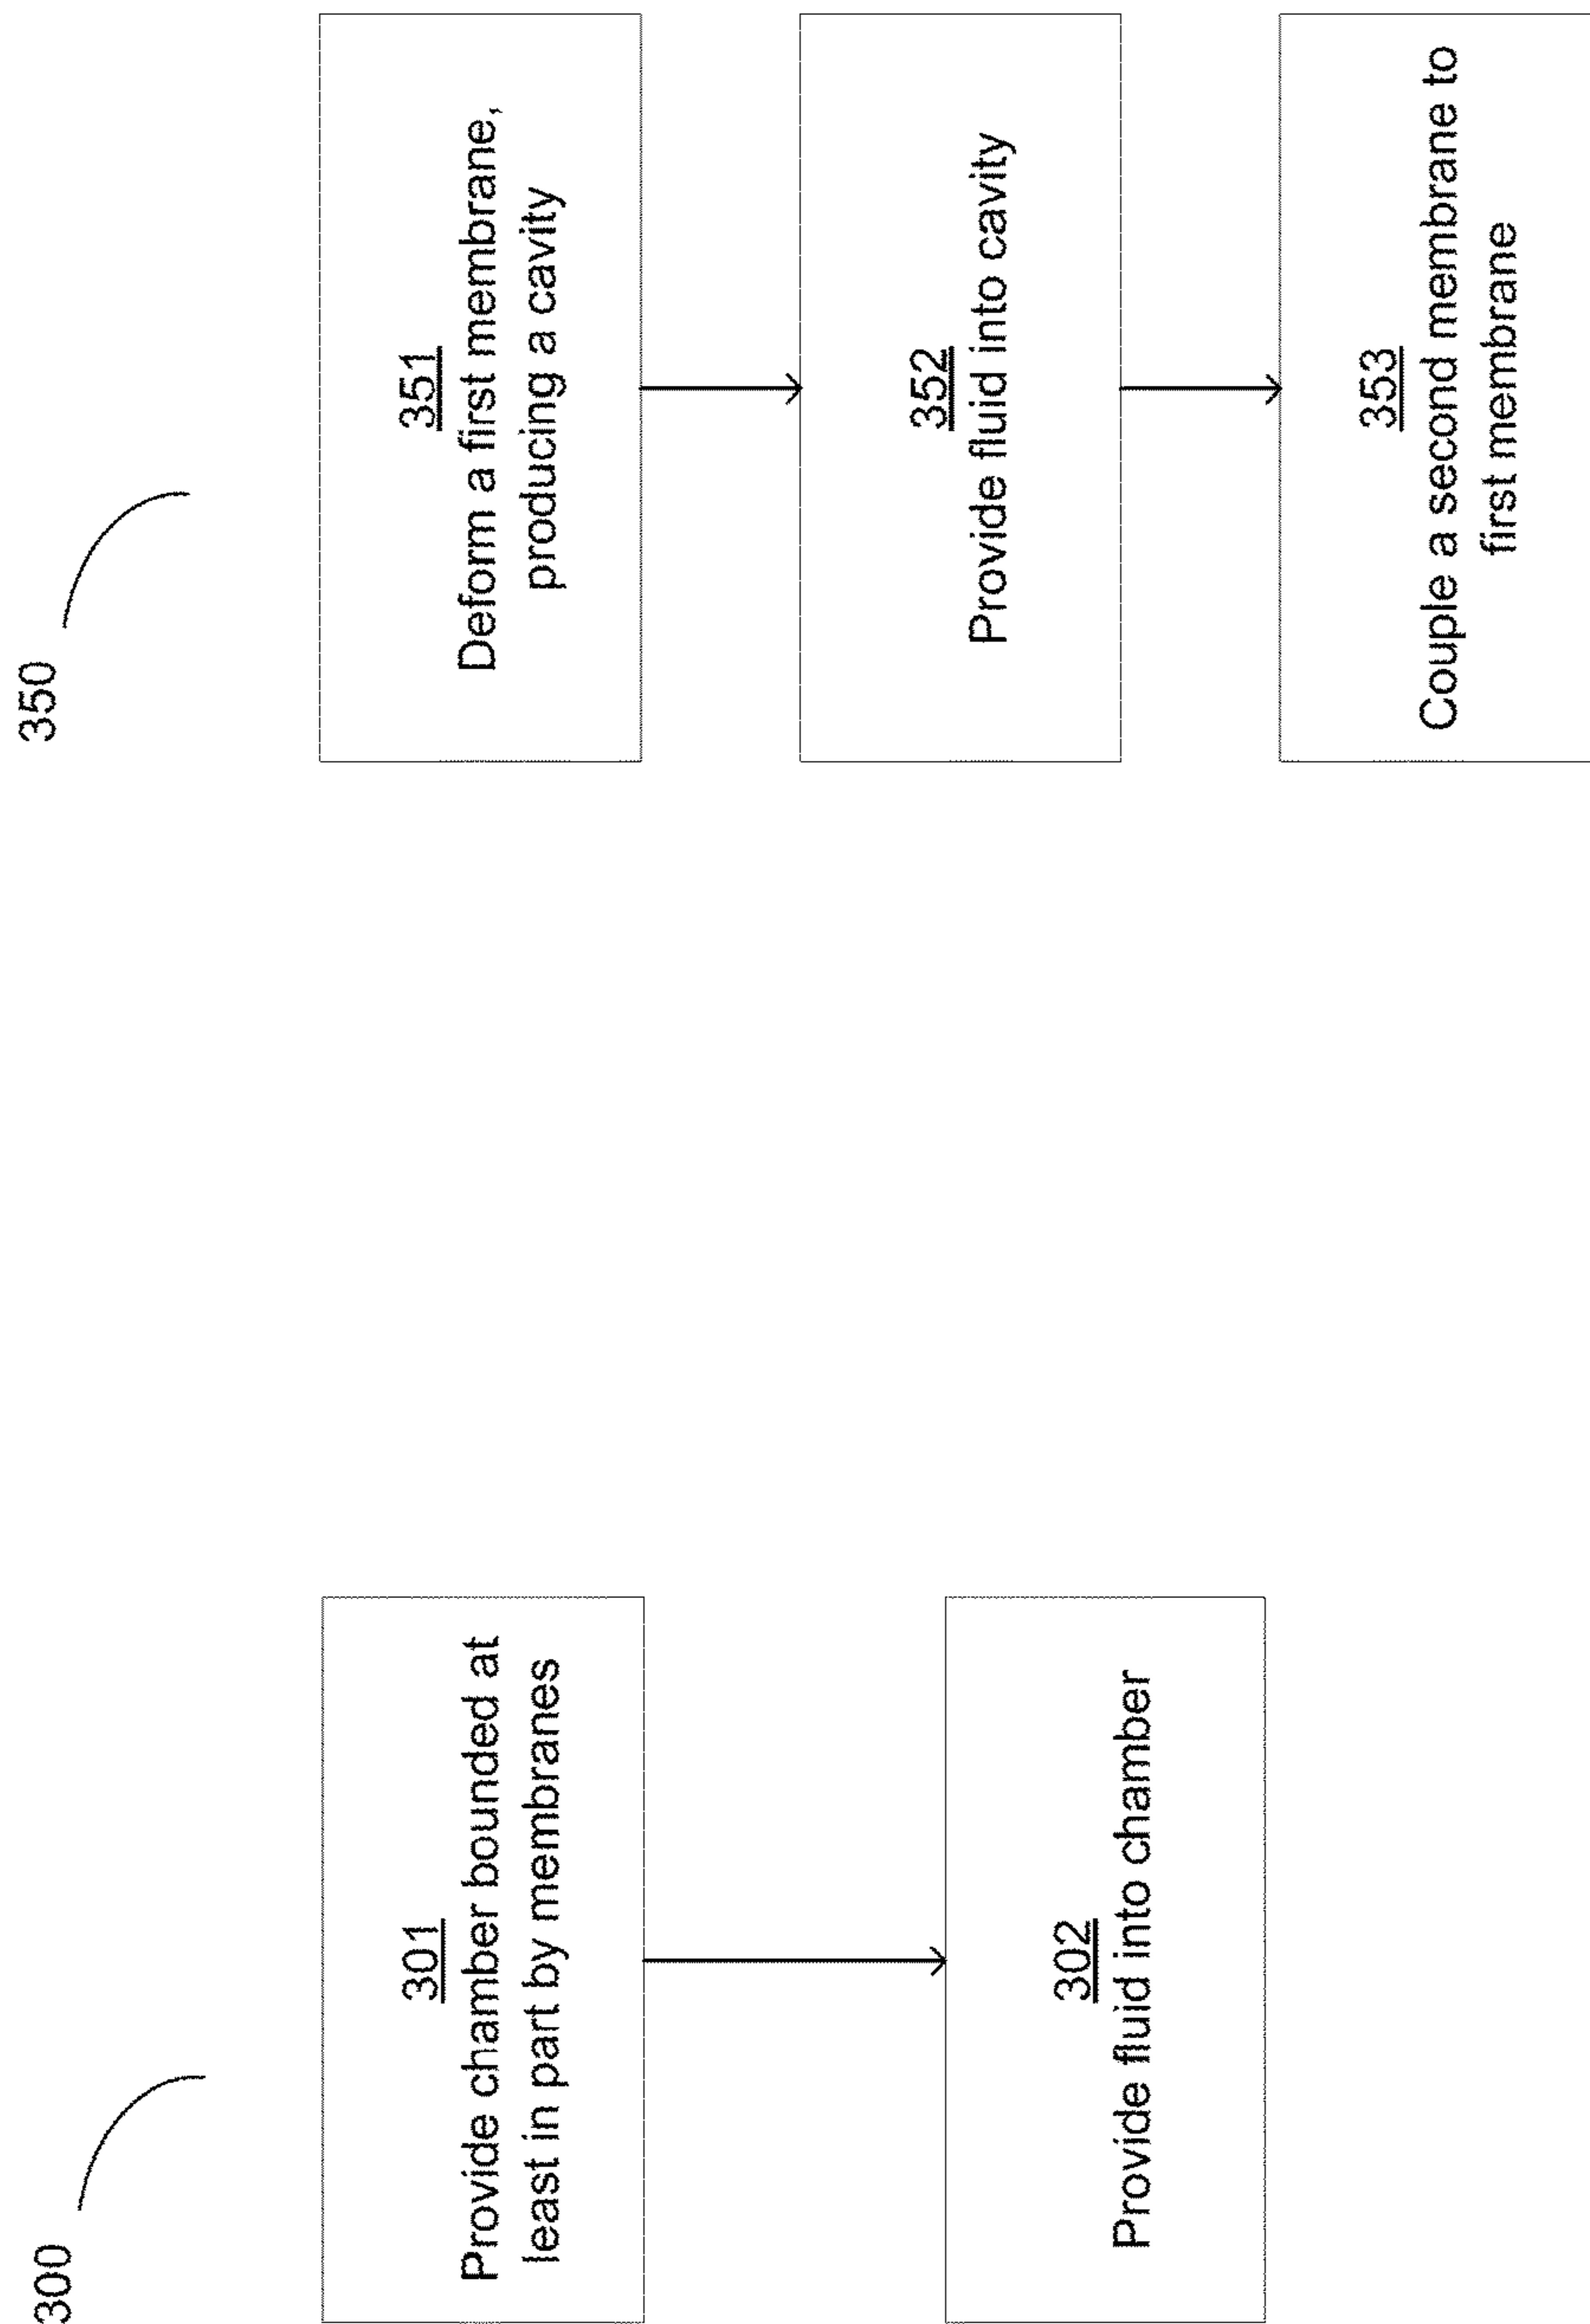 300
301
Provide chamber bounded at
least in part by membranes
302
Provide fluid into chamber
350
351
Deform a first membrane,
producing a cavity
352
Provide fluid into cavity
353
Couple a second membrane to
first membrane